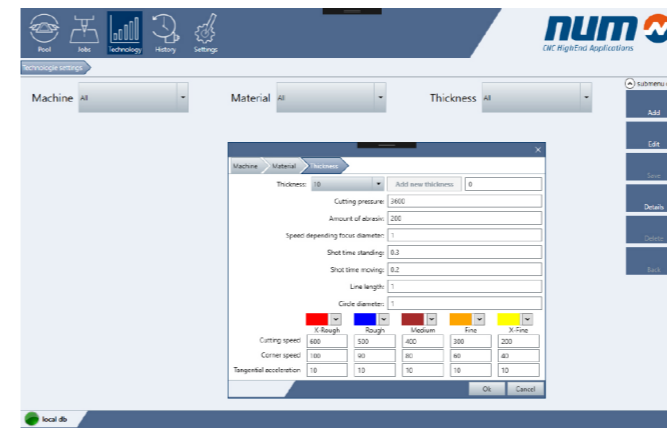 num
CNC HighEnd Applications
Pool Jobs Technology History Settings
Technologie settings
submenu
Machine All Material All Thickness All
Add
Edit
Save
Details
Delete
Back
Machine Material Thickness
Thickness: 10 Add new thickness 0
Cutting pressure: 3600
Amount of abrasiv: 200
Speed depending focus diameter: 1
Shot time standing: 0.3
Shot time moving: 0.2
Line length: 1
Circle diameter: 1
X-Rough Rough Medium Fine X-Fine
Cutting speed 600 500 400 300 200
Corner speed 100 90 80 60 40
Tangential acceleration 10 10 10 10 10
Ok Cancel
local db